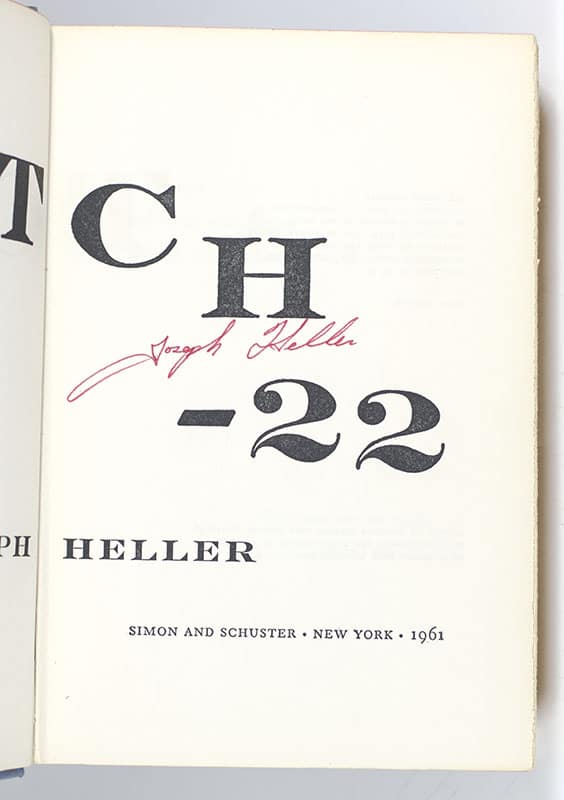 T
CH
Joseph Heller
-22
PH HELLER
SIMON AND SCHUSTER • NEW YORK • 1961